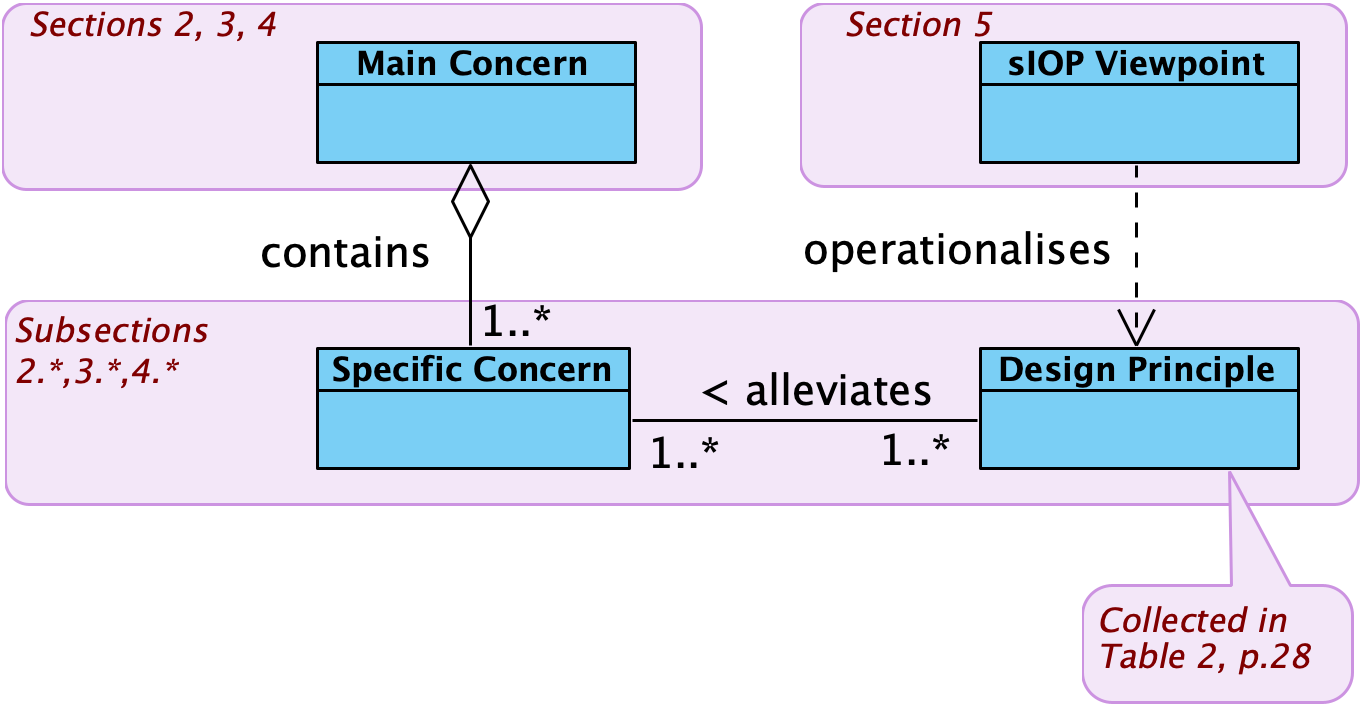 Sections 2, 3, 4
Main Concern
Section 5
sIOP Viewpoint
contains
operationalises
1..*
Subsections
2.*,3.*,4.*
Specific Concern
< alleviates
1..*
1..*
Design Principle
Collected in
Table 2, p.28